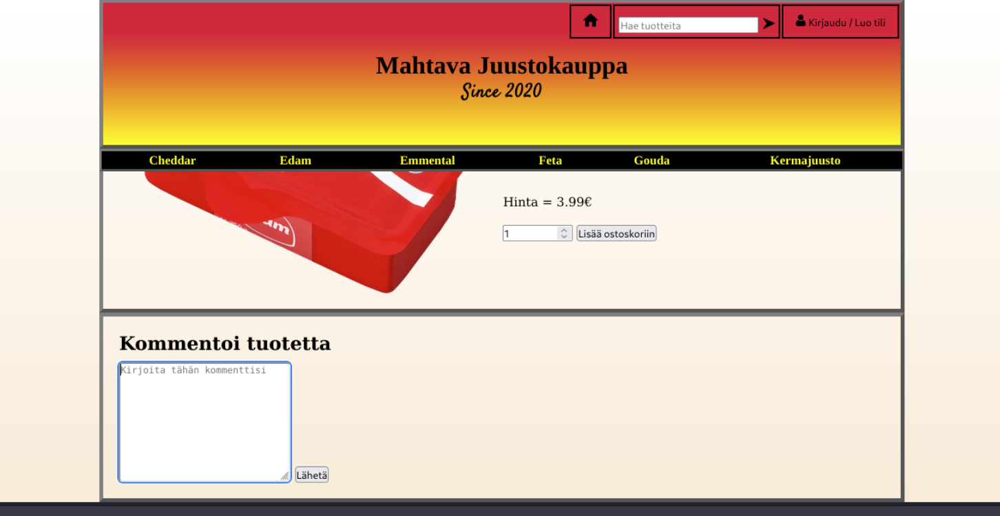 Hae tuotteita
Kirjaudu / Luo tili
Mahtava Juustokauppa
Since 2020
Cheddar Edam Emmental Feta Gouda Kermajuusto
Hinta = 3.99€
1 Lisää ostoskoriin
Kommentoi tuotetta
Kirjoita tähän kommenttisi
Lähetä